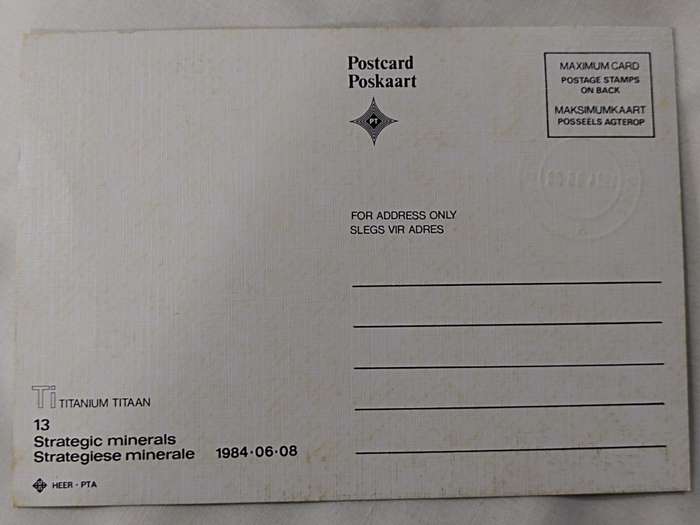 Postcard
Poskaart
PT
MAXIMUM CARD
POSTAGE STAMPS
ON BACK
MAKSIMUMKAART
POSSEELS AGTEROP
FOR ADDRESS ONLY
SLEGS VIR ADRES
Ti TITANIUM TITAAN
13
Strategic minerals
Strategiese minerale 1984·06·08
HEER - PTA